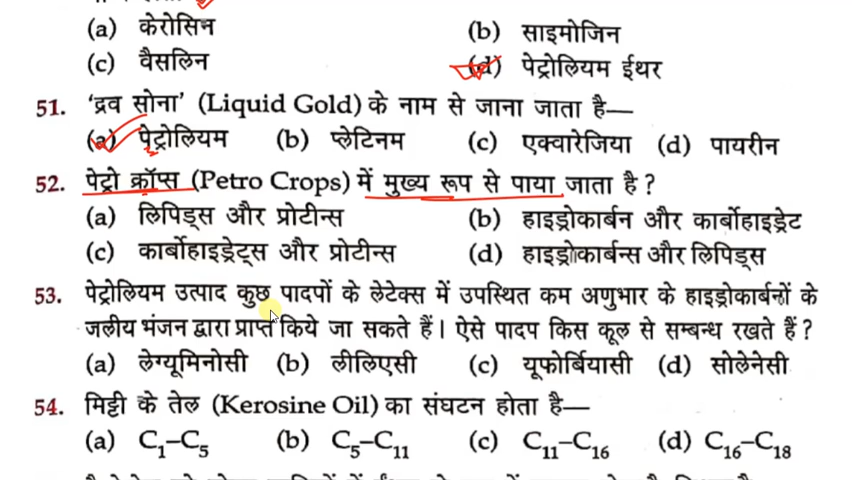 (a) केरोसिन (b) साइमोजिन
(c) वैसलिन (d) पेट्रोलियम ईथर
51. ‘द्रव सोना’ (Liquid Gold) के नाम से जाना जाता है—
(a) पेट्रोलियम (b) प्लेटिनम (c) एक्वारेजिया (d) पायरीन
52. पेट्रो क्रॉप्स (Petro Crops) में मुख्य रूप से पाया जाता है ?
(a) लिपिड्स और प्रोटीन्स (b) हाइड्रोकार्बन और कार्बोहाइड्रेट
(c) कार्बोहाइड्रेट्स और प्रोटीन्स (d) हाइड्रोकार्बन्स और लिपिड्स
53. पेट्रोलियम उत्पाद कुछ पादपों के लेटेक्स में उपस्थित कम अणुभार के हाइड्रोकार्बनों के
जलीय भंजन द्वारा प्राप्त किये जा सकते हैं। ऐसे पादप किस कूल से सम्बन्ध रखते हैं ?
(a) लेग्यूमिनोसी (b) लीलिएसी (c) यूफोर्बियासी (d) सोलेनेसी
54. मिट्टी के तेल (Kerosine Oil) का संघटन होता है—
(a) C₁–C₅ (b) C₅–C₁₁ (c) C₁₁–C₁₆ (d) C₁₆–C₁₈